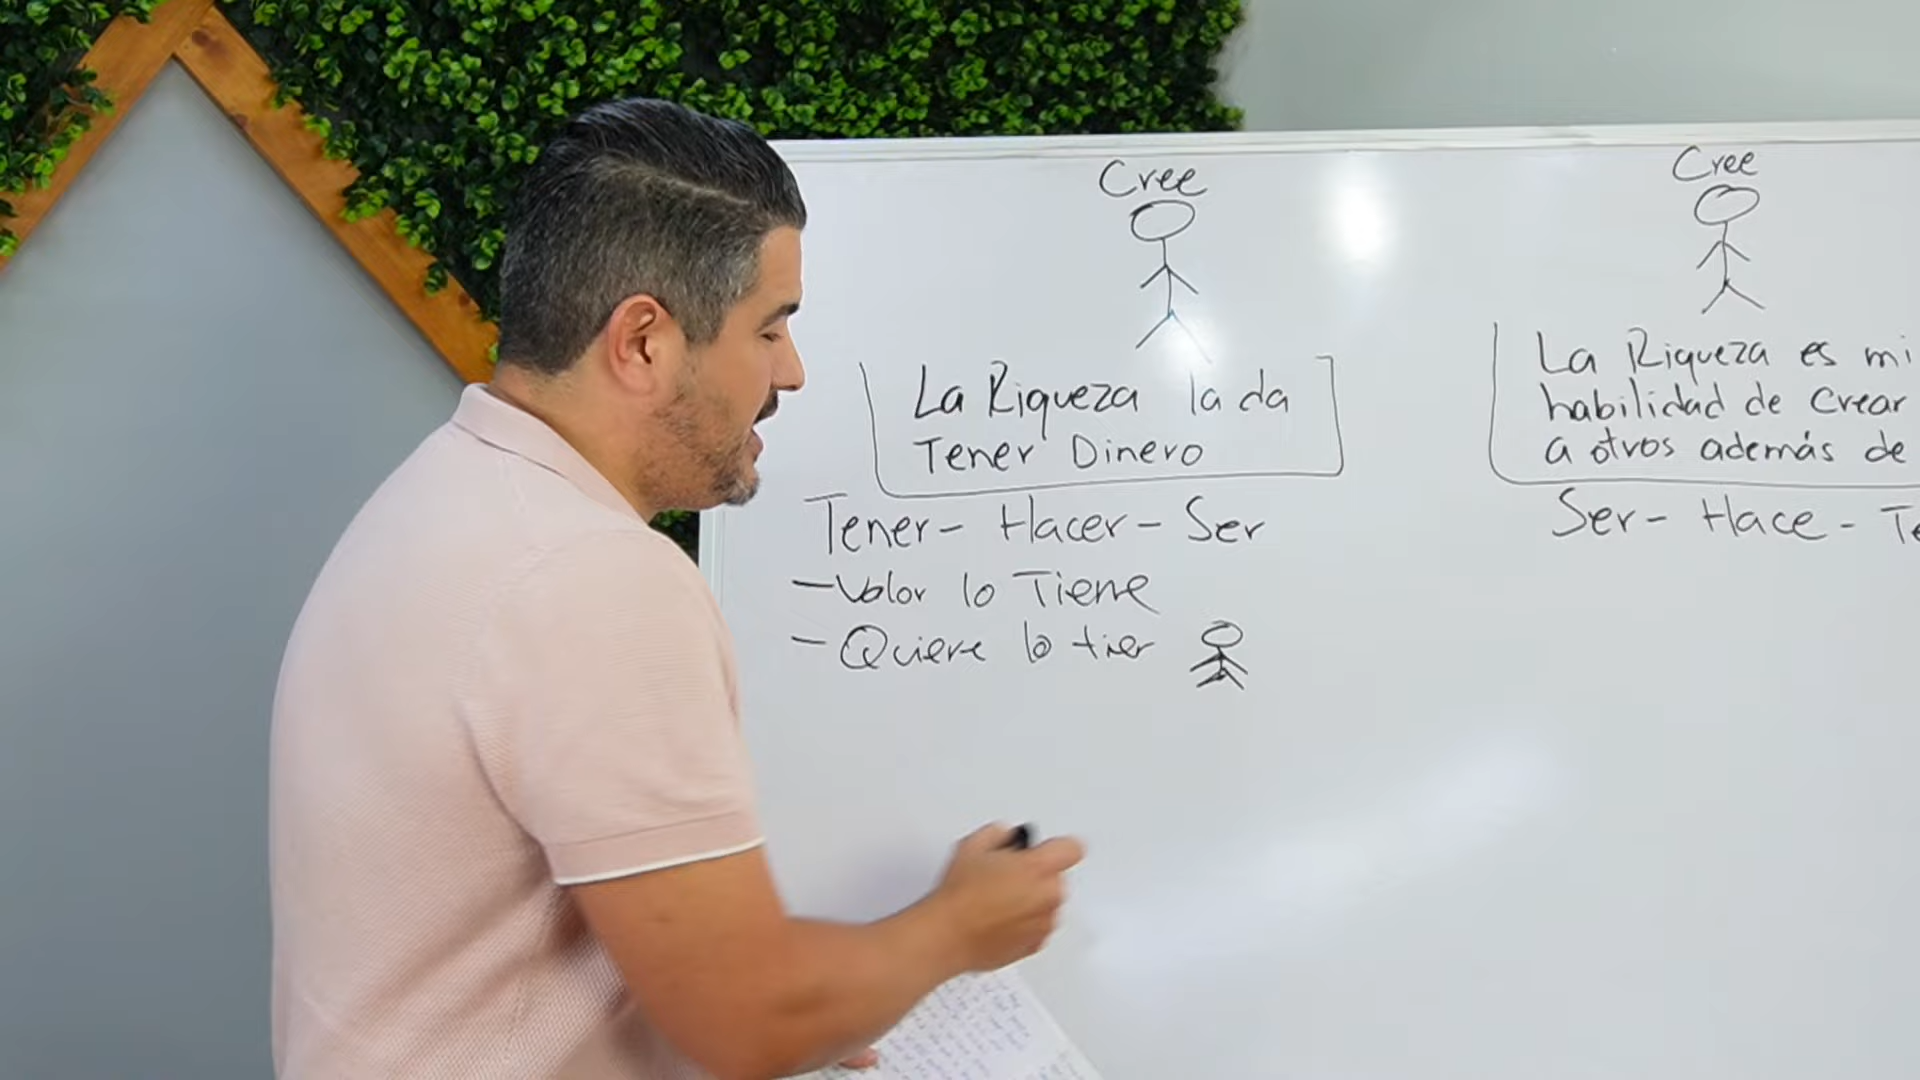 Cree
La Riqueza la da
Tener Dinero
Tener - Hacer - Ser
- Valor lo Tiene
- Quiere lo tier
Cree
La Riqueza es mi
habilidad de crear
a otros además de
Ser - Hace - Te